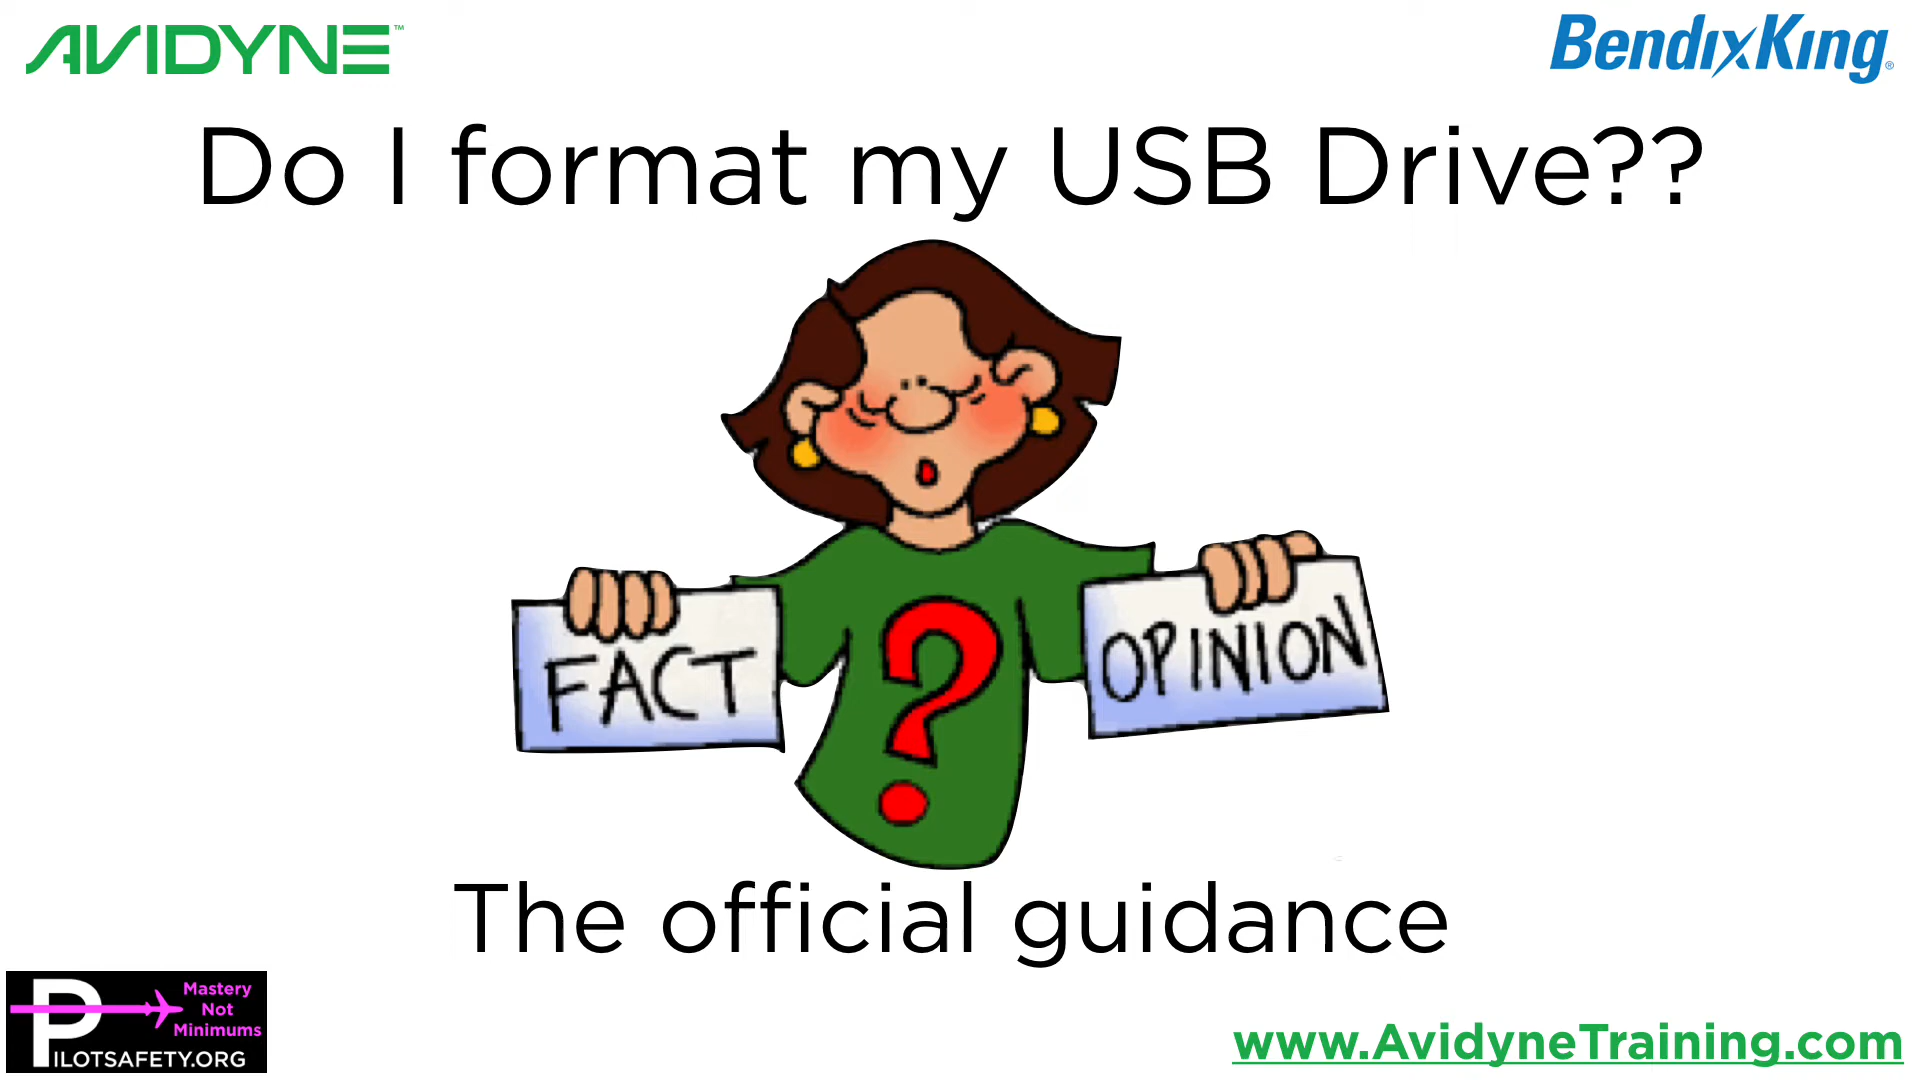 AVIDYNE™
BendixKing®
Do I format my USB Drive??
FACT
OPINION
?
The official guidance
Mastery
Not
Minimums
PILOTSAFETY.ORG
www.AvidyneTraining.com